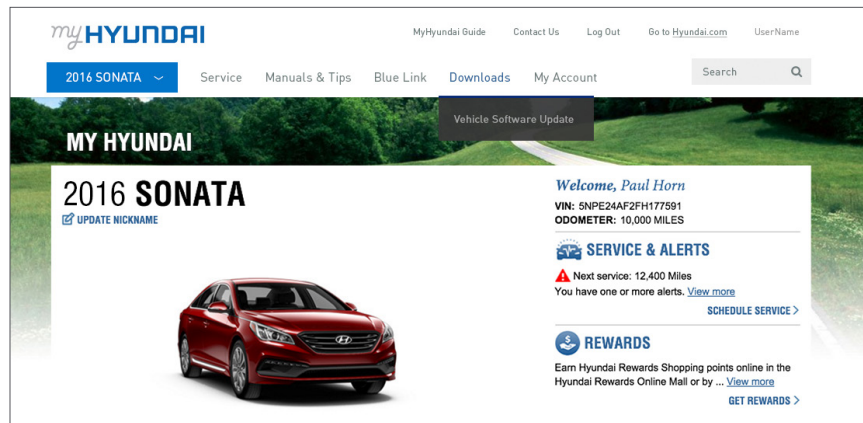 myHYUNDAI
MyHyundai Guide Contact Us Log Out Go to Hyundai.com UserName
2016 SONATA Service Manuals & Tips Blue Link Downloads My Account Search
Vehicle Software Update
MY HYUNDAI
2016 SONATA
UPDATE NICKNAME
Welcome, Paul Horn
VIN: 5NPE24AF2FH177591
ODOMETER: 10,000 MILES
SERVICE & ALERTS
Next service: 12,400 Miles
You have one or more alerts. View more
SCHEDULE SERVICE >
REWARDS
Earn Hyundai Rewards Shopping points online in the
Hyundai Rewards Online Mall or by ... View more
GET REWARDS >